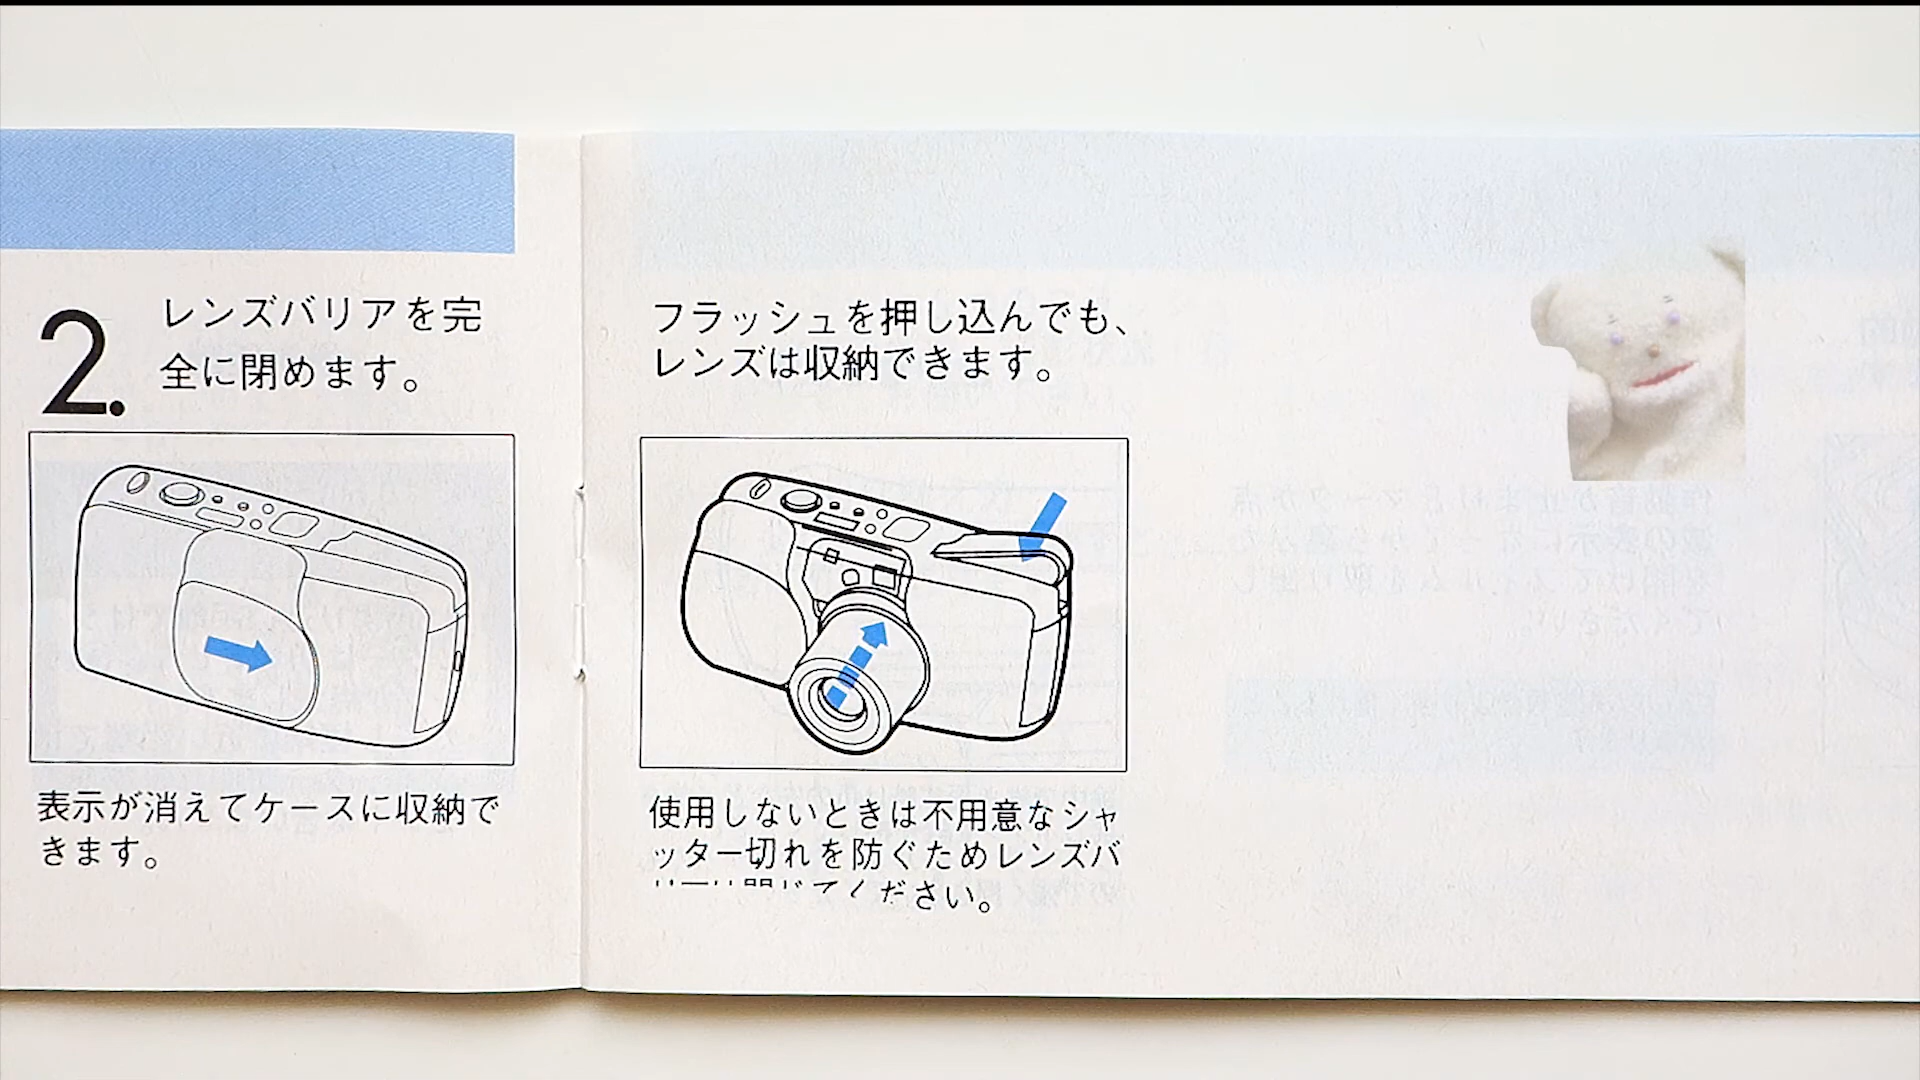 2.
レンズバリアを完
全に閉めます。
表示が消えてケースに収納で
きます。
フラッシュを押し込んでも、
レンズは収納できます。
使用しないときは不用意なシャ
ッター切れを防ぐためレンズバ
ください。